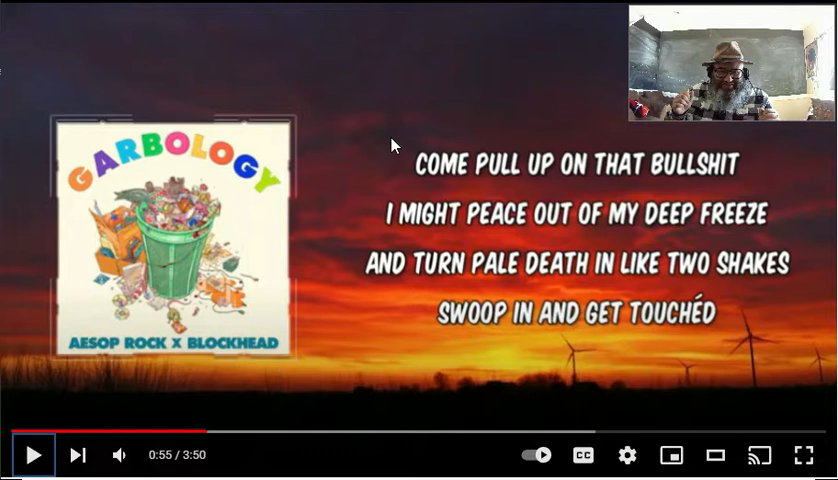 GARBOLOGY
AESOP ROCK X BLOCKHEAD
COME PULL UP ON THAT BULLSHIT
I MIGHT PEACE OUT OF MY DEEP FREEZE
AND TURN PALE DEATH IN LIKE TWO SHAKES
SWOOP IN AND GET TOUCHÉD
0:55 / 3:50
CC